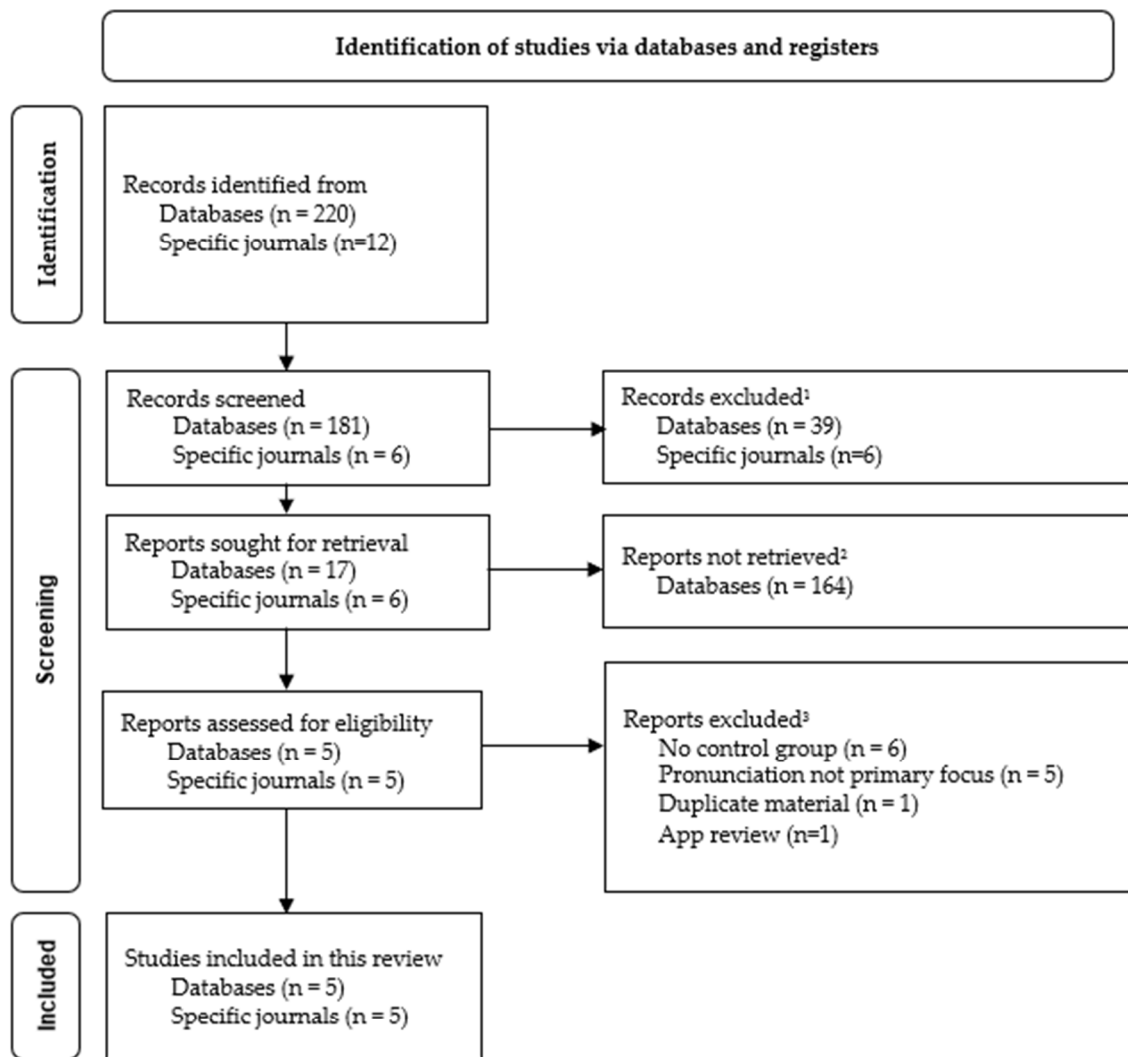 Identification of studies via databases and registers
Identification
Records identified from
Databases (n = 220)
Specific journals (n=12)
Screening
Records screened
Databases (n = 181)
Specific journals (n = 6)
Records excluded¹
Databases (n = 39)
Specific journals (n=6)
Reports sought for retrieval
Databases (n = 17)
Specific journals (n = 6)
Reports not retrieved²
Databases (n = 164)
Reports assessed for eligibility
Databases (n = 5)
Specific journals (n = 5)
Reports excluded³
No control group (n = 6)
Pronunciation not primary focus (n = 5)
Duplicate material (n = 1)
App review (n=1)
Included
Studies included in this review
Databases (n = 5)
Specific journals (n = 5)